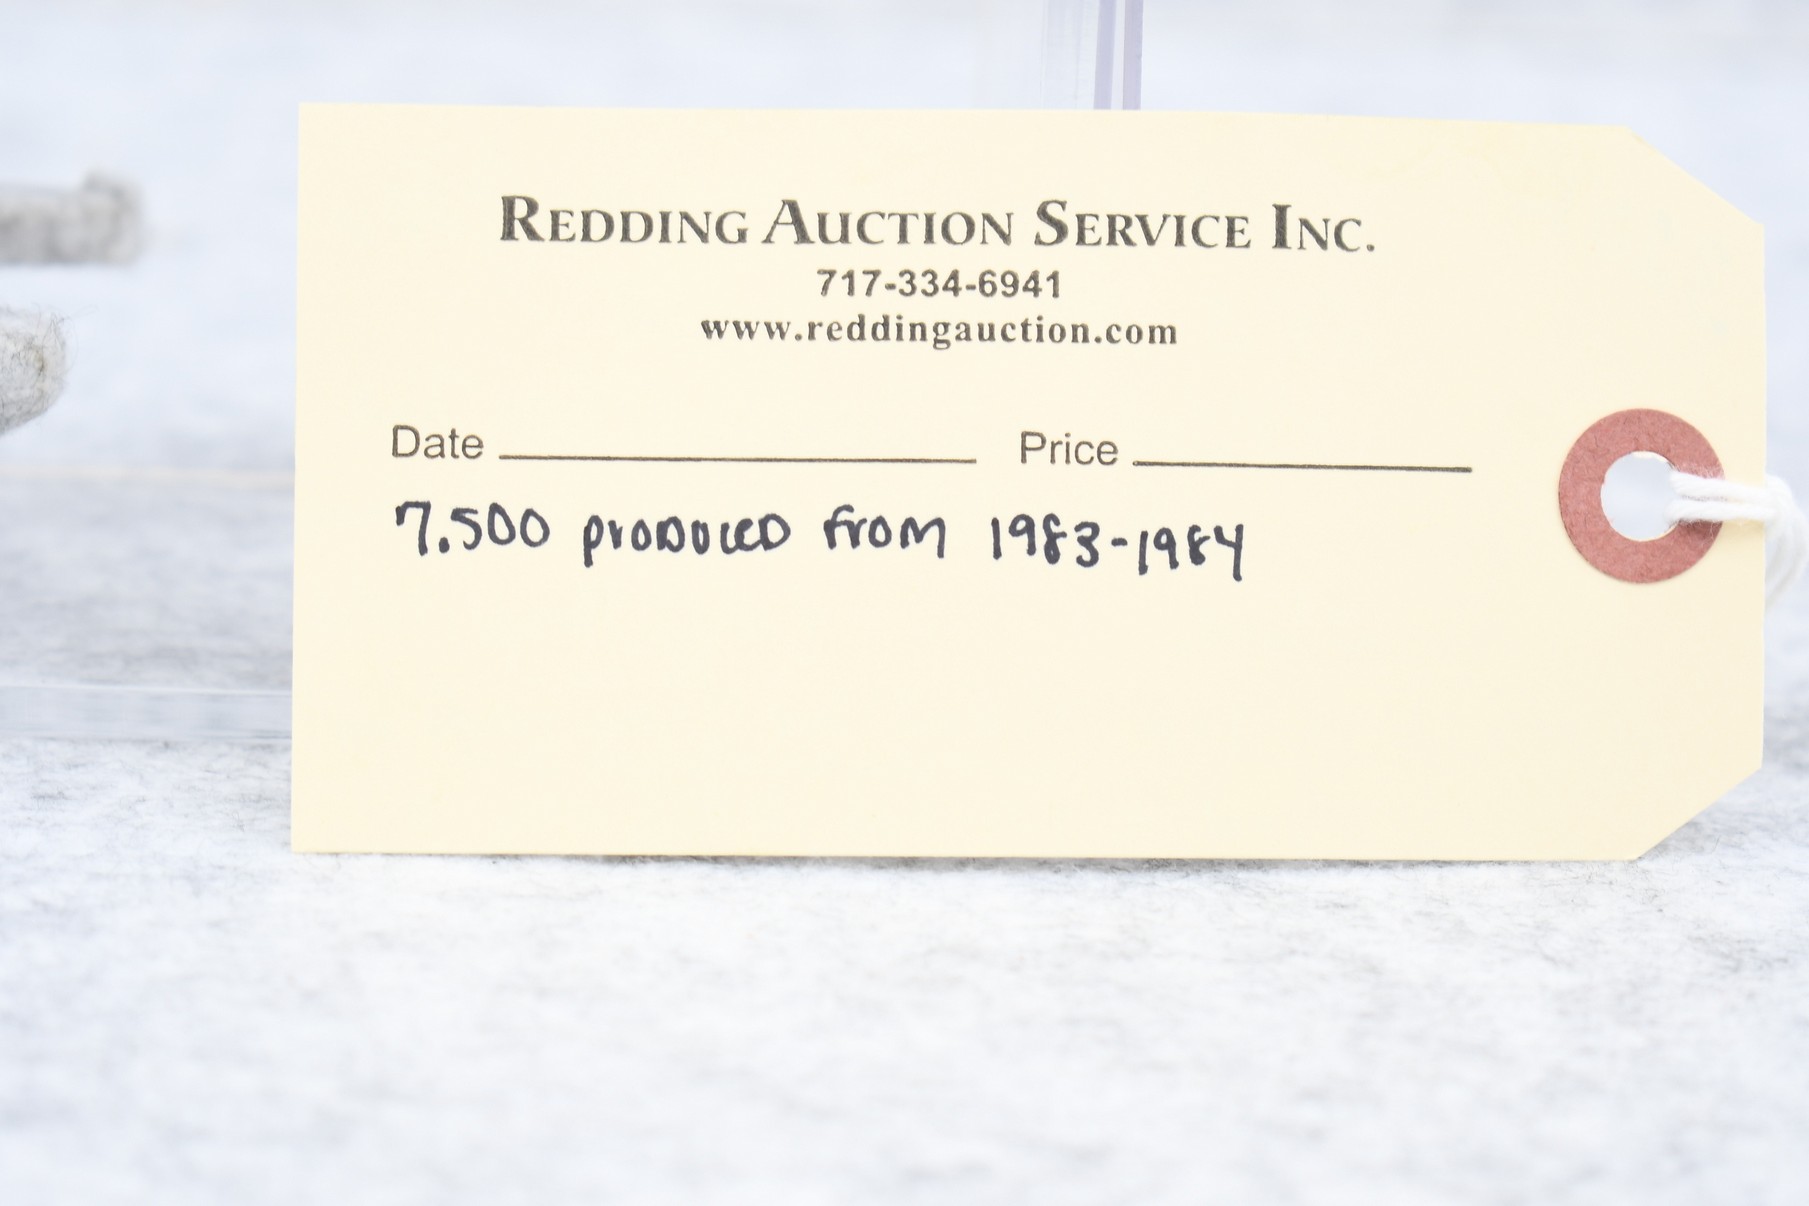 REDDING AUCTION SERVICE INC.
717-334-6941
www.reddingauction.com
Date Price
7.500 PRODUCED FROM 1983-1984